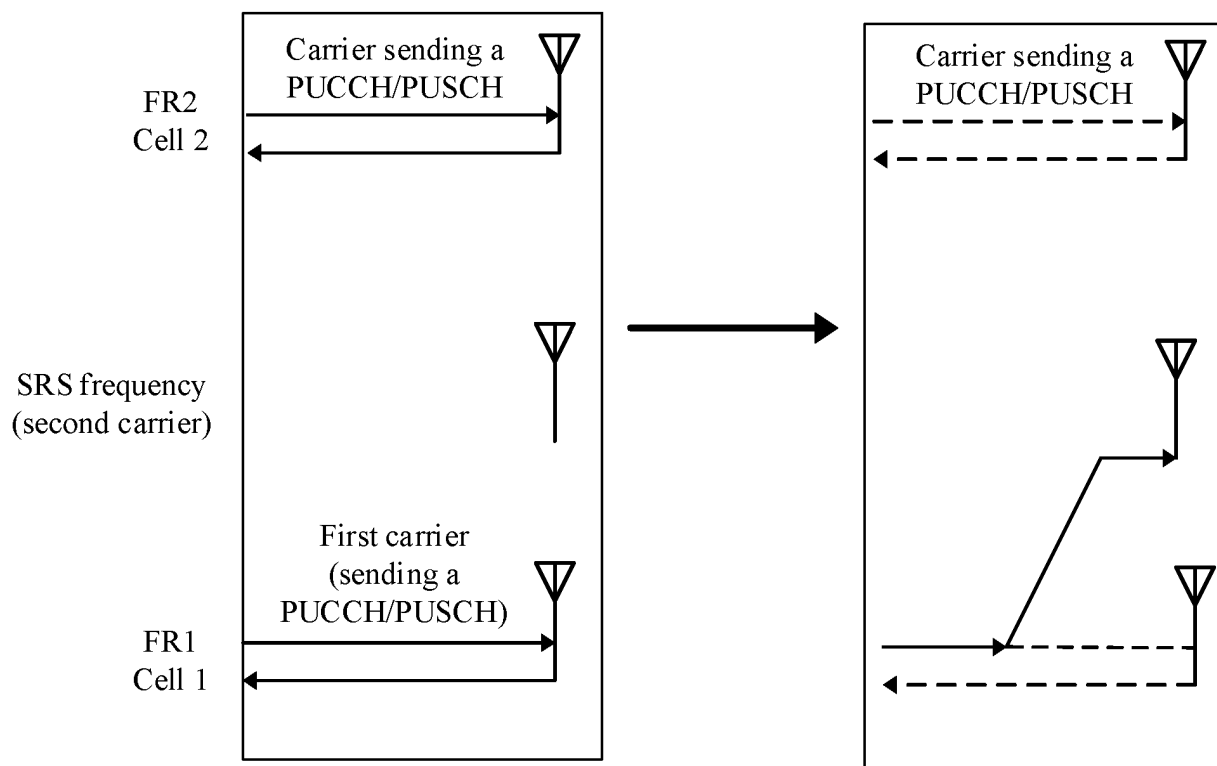 Carrier sending a
PUCCH/PUSCH
FR2
Cell 2
Carrier sending a
PUCCH/PUSCH
SRS frequency
(second carrier)
First carrier
(sending a
PUCCH/PUSCH)
FR1
Cell 1